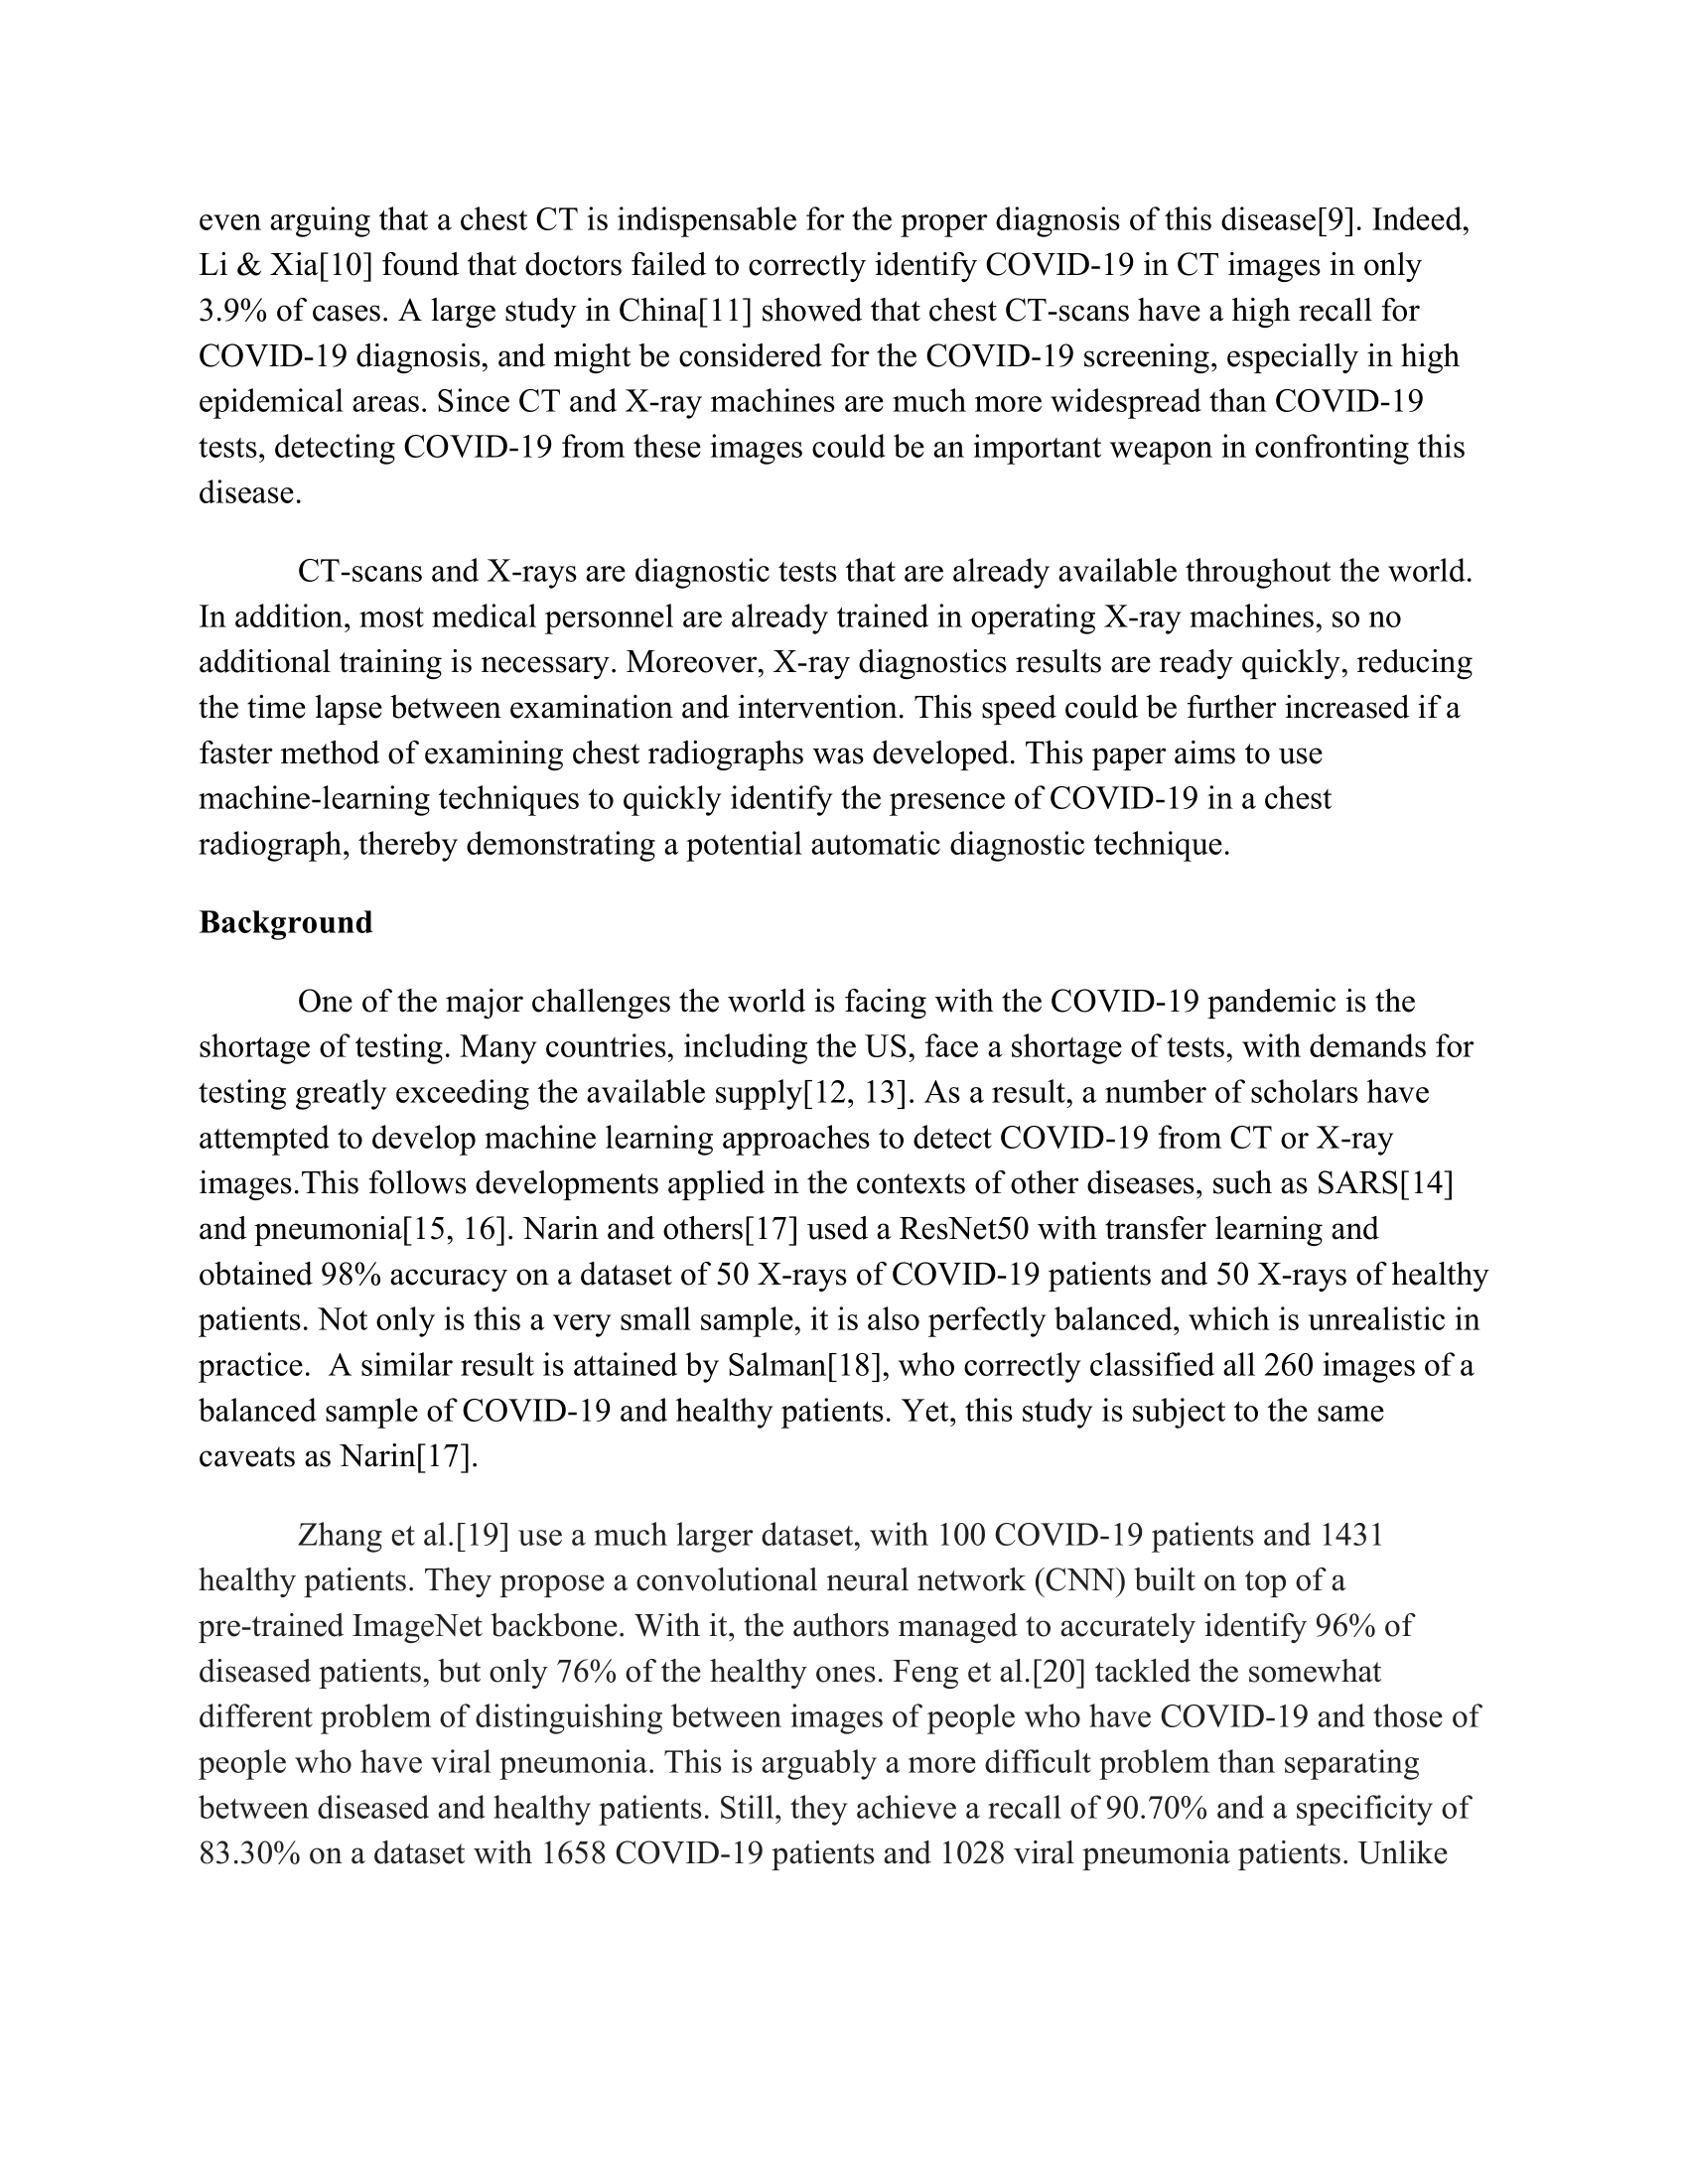 even arguing that a chest CT is indispensable for the proper diagnosis of this disease[9]. Indeed,
Li & Xia[10] found that doctors failed to correctly identify COVID-19 in CT images in only
3.9% of cases. A large study in China[11] showed that chest CT-scans have a high recall for
COVID-19 diagnosis, and might be considered for the COVID-19 screening, especially in high
epidemical areas. Since CT and X-ray machines are much more widespread than COVID-19
tests, detecting COVID-19 from these images could be an important weapon in confronting this
disease.
CT-scans and X-rays are diagnostic tests that are already available throughout the world.
In addition, most medical personnel are already trained in operating X-ray machines, so no
additional training is necessary. Moreover, X-ray diagnostics results are ready quickly, reducing
the time lapse between examination and intervention. This speed could be further increased if a
faster method of examining chest radiographs was developed. This paper aims to use
machine-learning techniques to quickly identify the presence of COVID-19 in a chest
radiograph, thereby demonstrating a potential automatic diagnostic technique.
Background
One of the major challenges the world is facing with the COVID-19 pandemic is the
shortage of testing. Many countries, including the US, face a shortage of tests, with demands for
testing greatly exceeding the available supply[12, 13]. As a result, a number of scholars have
attempted to develop machine learning approaches to detect COVID-19 from CT or X-ray
images.This follows developments applied in the contexts of other diseases, such as SARS[14]
and pneumonia[15, 16]. Narin and others[17] used a ResNet50 with transfer learning and
obtained 98% accuracy on a dataset of 50 X-rays of COVID-19 patients and 50 X-rays of healthy
patients. Not only is this a very small sample, it is also perfectly balanced, which is unrealistic in
practice.  A similar result is attained by Salman[18], who correctly classified all 260 images of a
balanced sample of COVID-19 and healthy patients. Yet, this study is subject to the same
caveats as Narin[17].
Zhang et al.[19] use a much larger dataset, with 100 COVID-19 patients and 1431
healthy patients. They propose a convolutional neural network (CNN) built on top of a
pre-trained ImageNet backbone. With it, the authors managed to accurately identify 96% of
diseased patients, but only 76% of the healthy ones. Feng et al.[20] tackled the somewhat
different problem of distinguishing between images of people who have COVID-19 and those of
people who have viral pneumonia. This is arguably a more difficult problem than separating
between diseased and healthy patients. Still, they achieve a recall of 90.70% and a specificity of
83.30% on a dataset with 1658 COVID-19 patients and 1028 viral pneumonia patients. Unlike